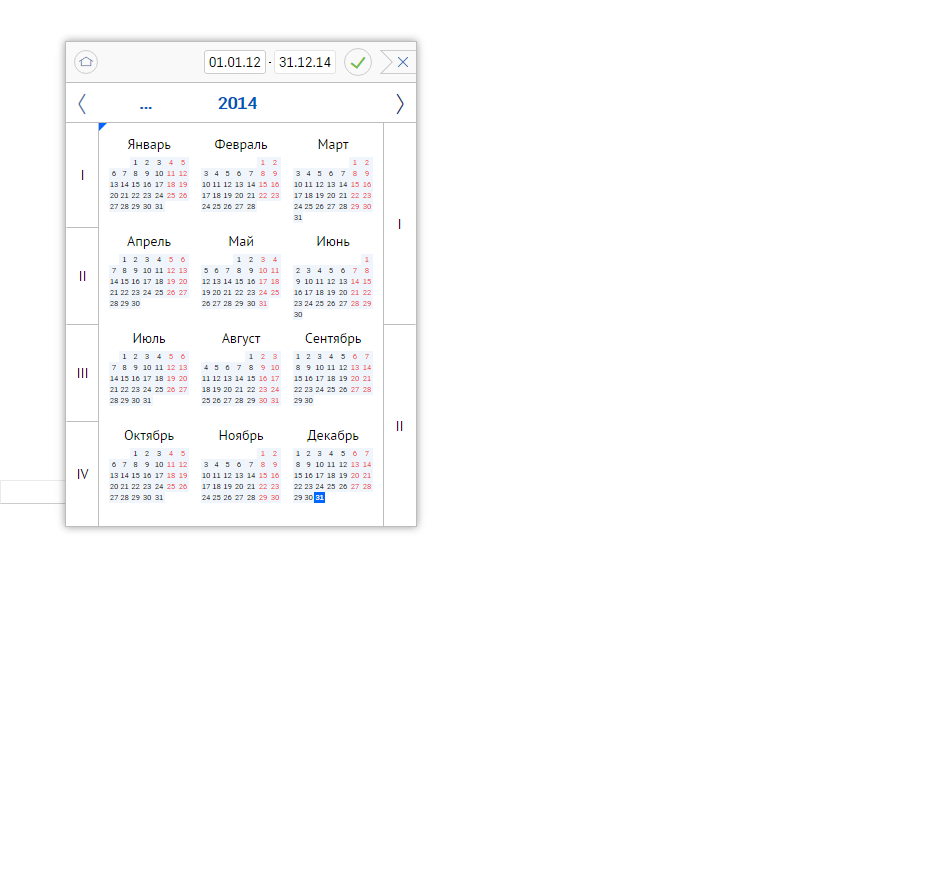 01.01.12 - 31.12.14
... 2014
Январь Февраль Март
1 2 3 4 5 1 2 1 2
6 7 8 9 10 11 12 3 4 5 6 7 8 9 3 4 5 6 7 8 9
I 13 14 15 16 17 18 19 10 11 12 13 14 15 16 10 11 12 13 14 15 16
20 21 22 23 24 25 26 17 18 19 20 21 22 23 17 18 19 20 21 22 23
27 28 29 30 31 24 25 26 27 28 24 25 26 27 28 29 30
31 I
Апрель Май Июнь
1 2 3 4 5 6 1 2 3 4 1
II 7 8 9 10 11 12 13 5 6 7 8 9 10 11 2 3 4 5 6 7 8
14 15 16 17 18 19 20 12 13 14 15 16 17 18 9 10 11 12 13 14 15
21 22 23 24 25 26 27 19 20 21 22 23 24 25 16 17 18 19 20 21 22
28 29 30 26 27 28 29 30 31 23 24 25 26 27 28 29
30
Июль Август Сентябрь
1 2 3 4 5 6 1 2 3 1 2 3 4 5 6 7
III 7 8 9 10 11 12 13 4 5 6 7 8 9 10 8 9 10 11 12 13 14
14 15 16 17 18 19 20 11 12 13 14 15 16 17 15 16 17 18 19 20 21
21 22 23 24 25 26 27 18 19 20 21 22 23 24 22 23 24 25 26 27 28
28 29 30 31 25 26 27 28 29 30 31 29 30
II
Октябрь Ноябрь Декабрь
1 2 3 4 5 1 2 1 2 3 4 5 6 7
6 7 8 9 10 11 12 3 4 5 6 7 8 9 8 9 10 11 12 13 14
IV 13 14 15 16 17 18 19 10 11 12 13 14 15 16 15 16 17 18 19 20 21
20 21 22 23 24 25 26 17 18 19 20 21 22 23 22 23 24 25 26 27 28
27 28 29 30 31 24 25 26 27 28 29 30 29 30 31